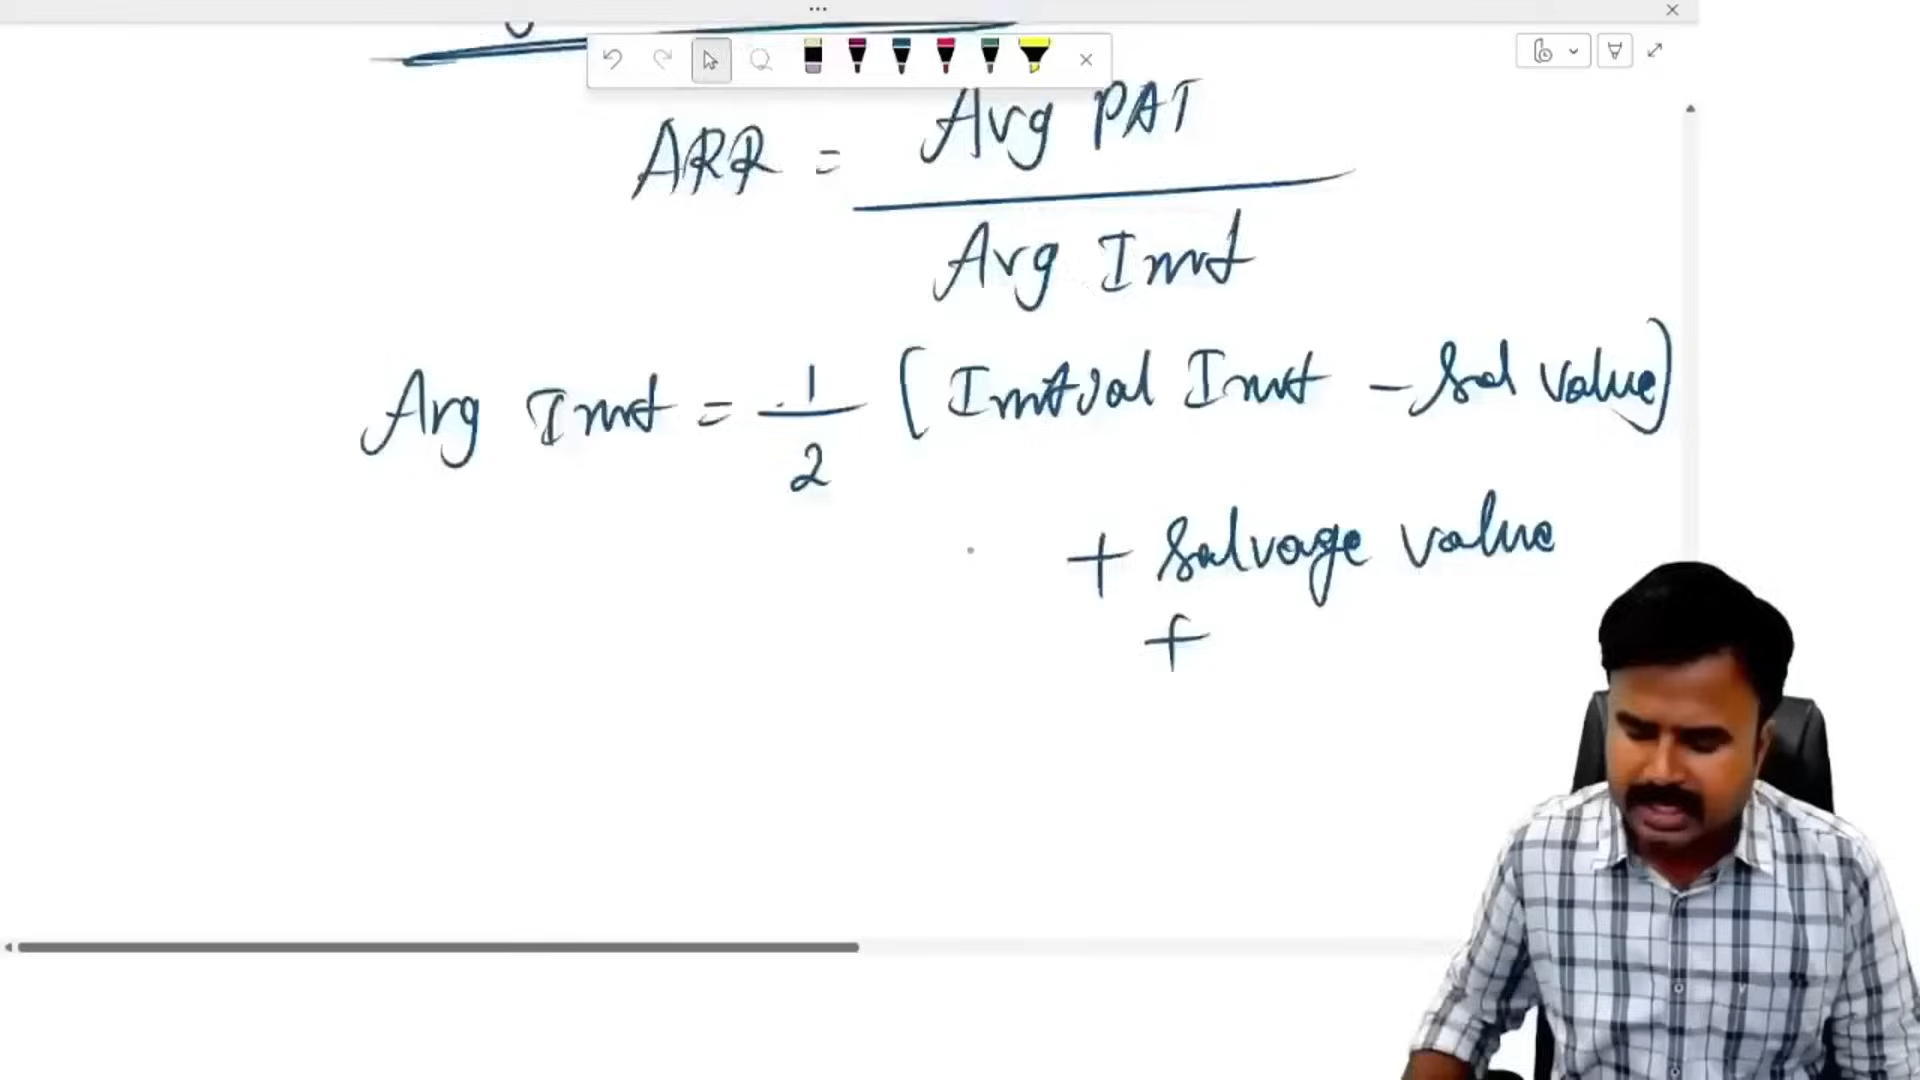 ARR = Avg PAT
Avg Invt
Avg Invt = 1/2 (Initial Invt - Sal value)
+ Salvage value
+